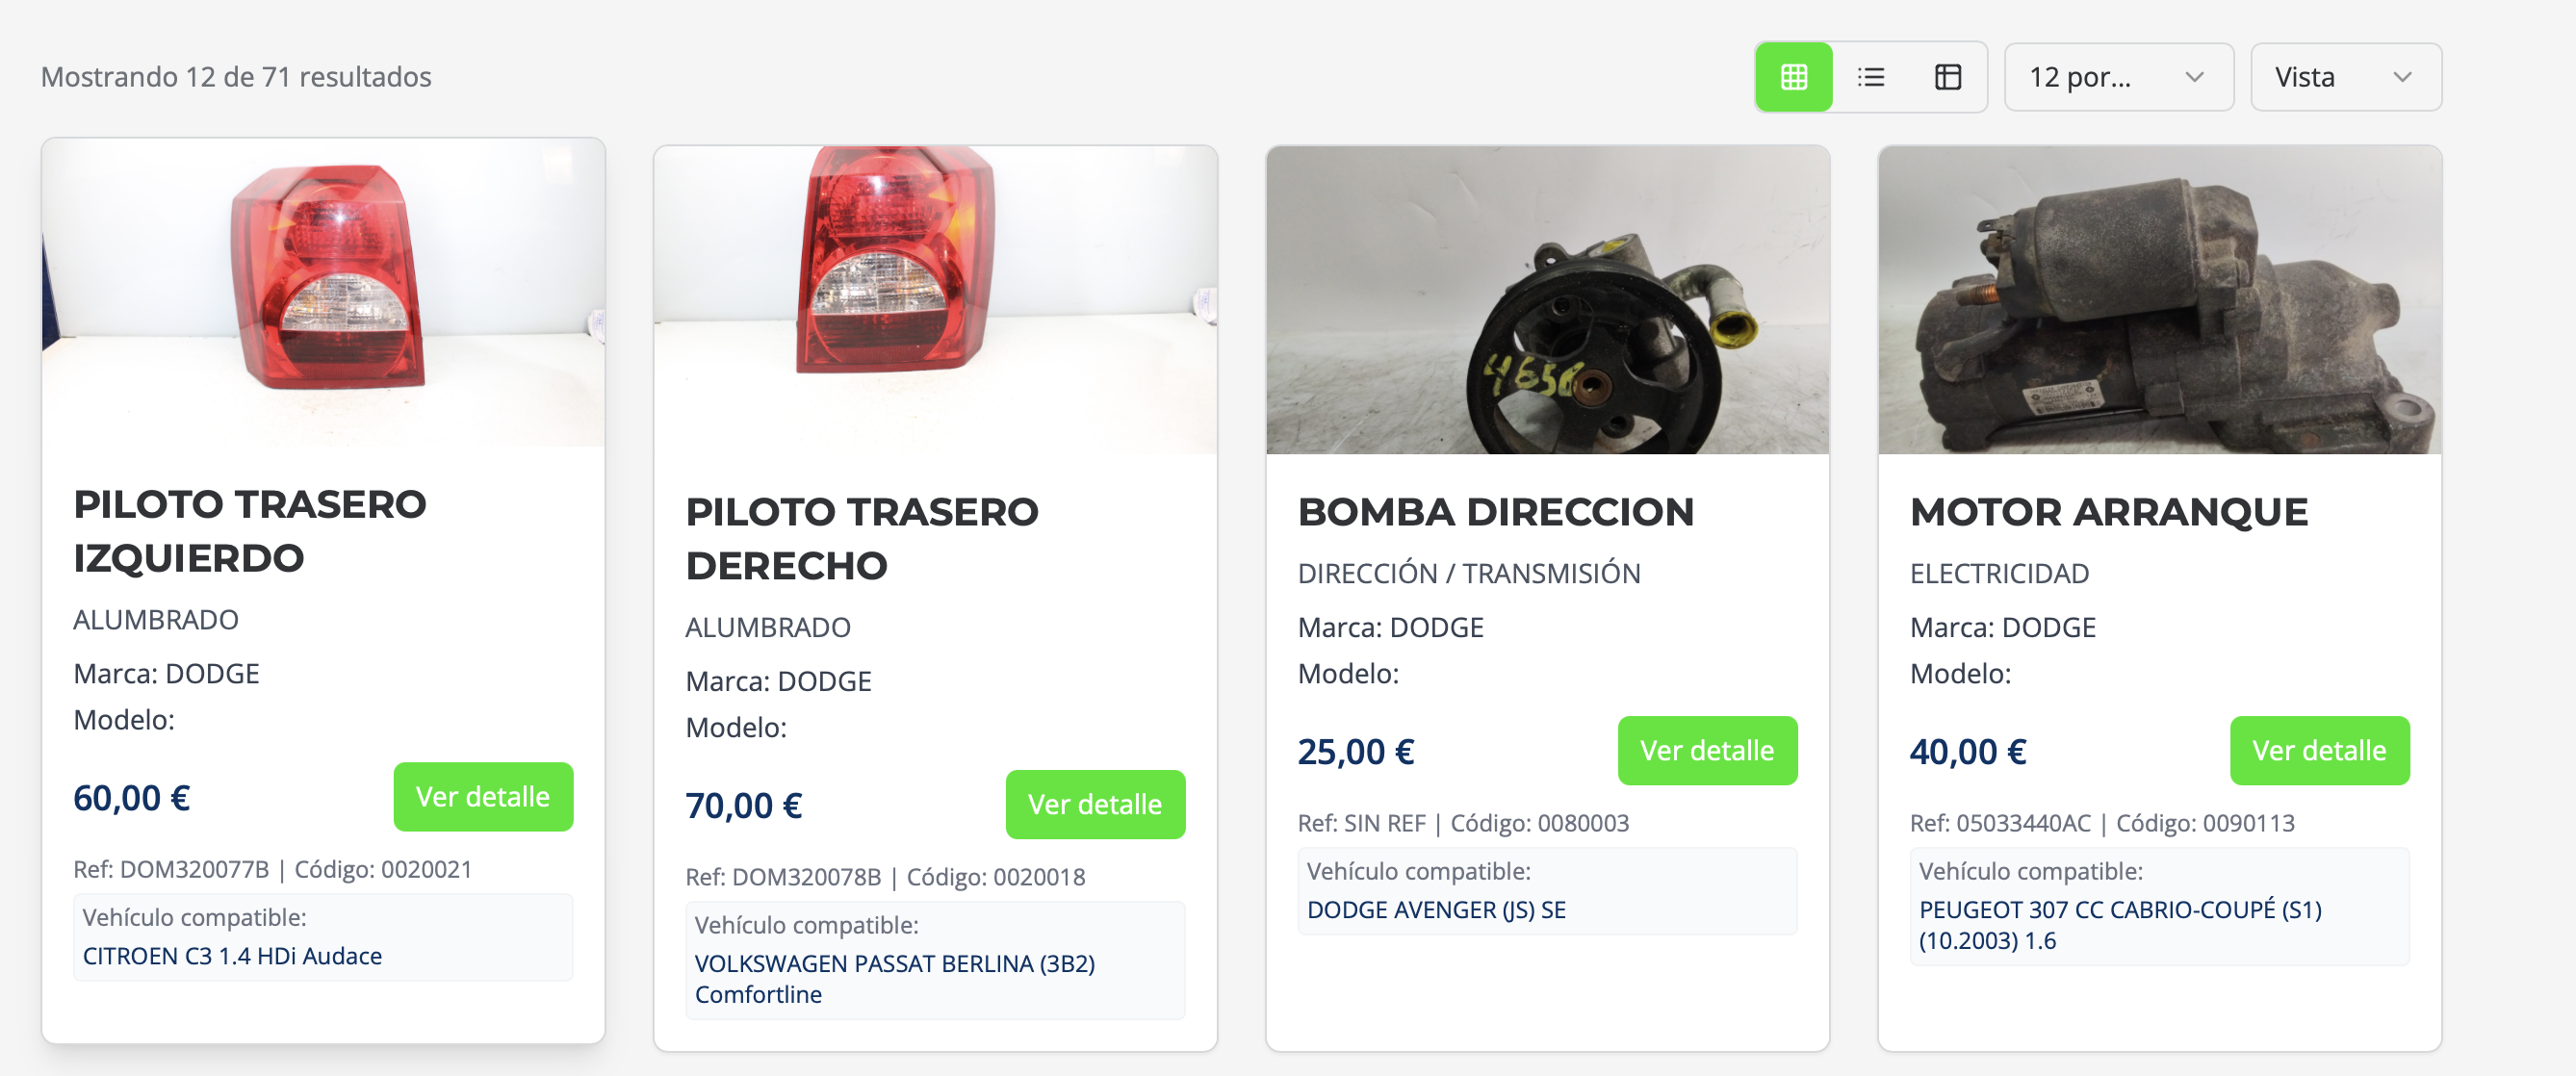 Mostrando 12 de 71 resultados
12 por...
Vista
PILOTO TRASERO
IZQUIERDO
ALUMBRADO
Marca: DODGE
Modelo:
60,00 €
Ver detalle
Ref: DOM320077B | Código: 0020021
Vehículo compatible:
CITROEN C3 1.4 HDi Audace
PILOTO TRASERO
DERECHO
ALUMBRADO
Marca: DODGE
Modelo:
70,00 €
Ver detalle
Ref: DOM320078B | Código: 0020018
Vehículo compatible:
VOLKSWAGEN PASSAT BERLINA (3B2)
Comfortline
BOMBA DIRECCION
DIRECCIÓN / TRANSMISIÓN
Marca: DODGE
Modelo:
25,00 €
Ver detalle
Ref: SIN REF | Código: 0080003
Vehículo compatible:
DODGE AVENGER (JS) SE
MOTOR ARRANQUE
ELECTRICIDAD
Marca: DODGE
Modelo:
40,00 €
Ver detalle
Ref: 05033440AC | Código: 0090113
Vehículo compatible:
PEUGEOT 307 CC CABRIO-COUPÉ (S1)
(10.2003) 1.6